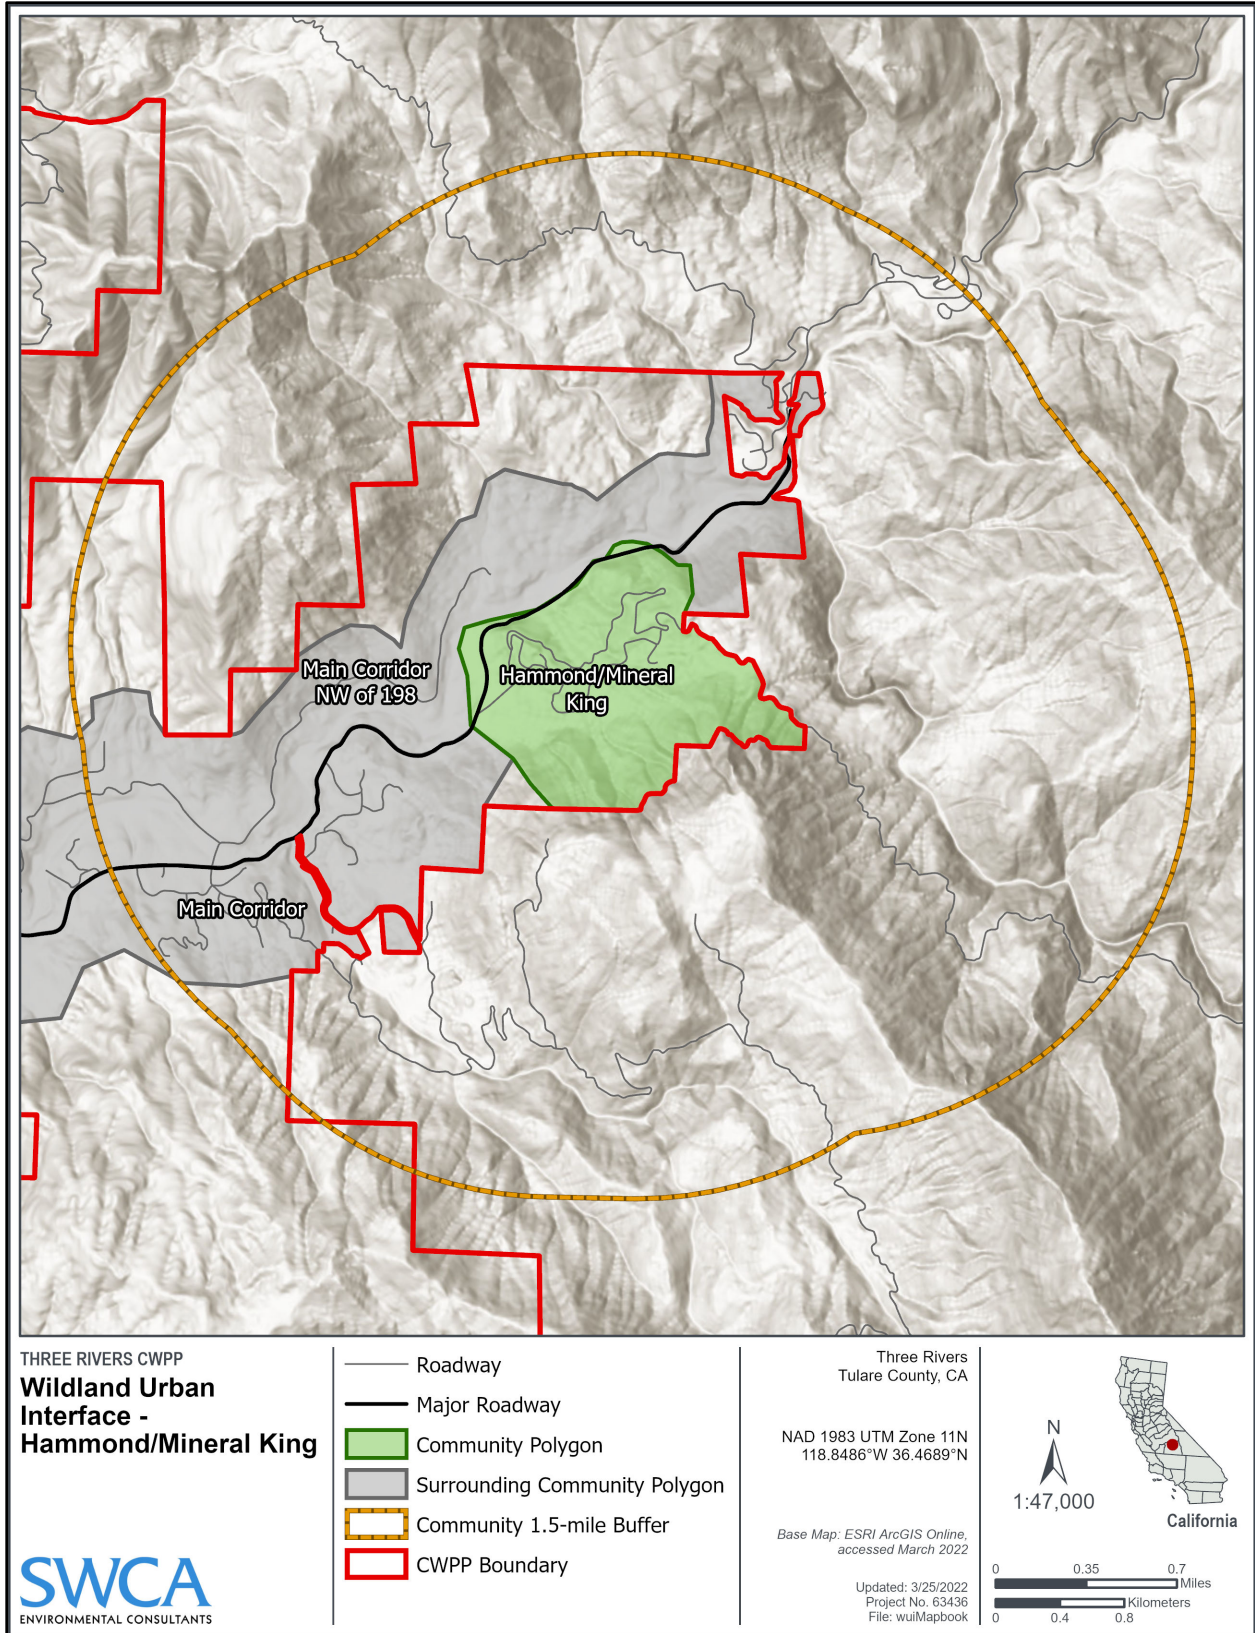 Main Corridor
NW of 198
Hammond/Mineral
King
Main Corridor
THREE RIVERS CWPP
Wildland Urban
Interface -
Hammond/Mineral King
SWCA
ENVIRONMENTAL CONSULTANTS
Roadway
Major Roadway
Community Polygon
Surrounding Community Polygon
Community 1.5-mile Buffer
CWPP Boundary
Three Rivers
Tulare County, CA
NAD 1983 UTM Zone 11N
118.8486°W 36.4689°N
Base Map: ESRI ArcGIS Online,
accessed March 2022
Updated: 3/25/2022
Project No. 63436
File: wuiMapbook
N
1:47,000
California
0 0.35 0.7
Miles
Kilometers
0 0.4 0.8